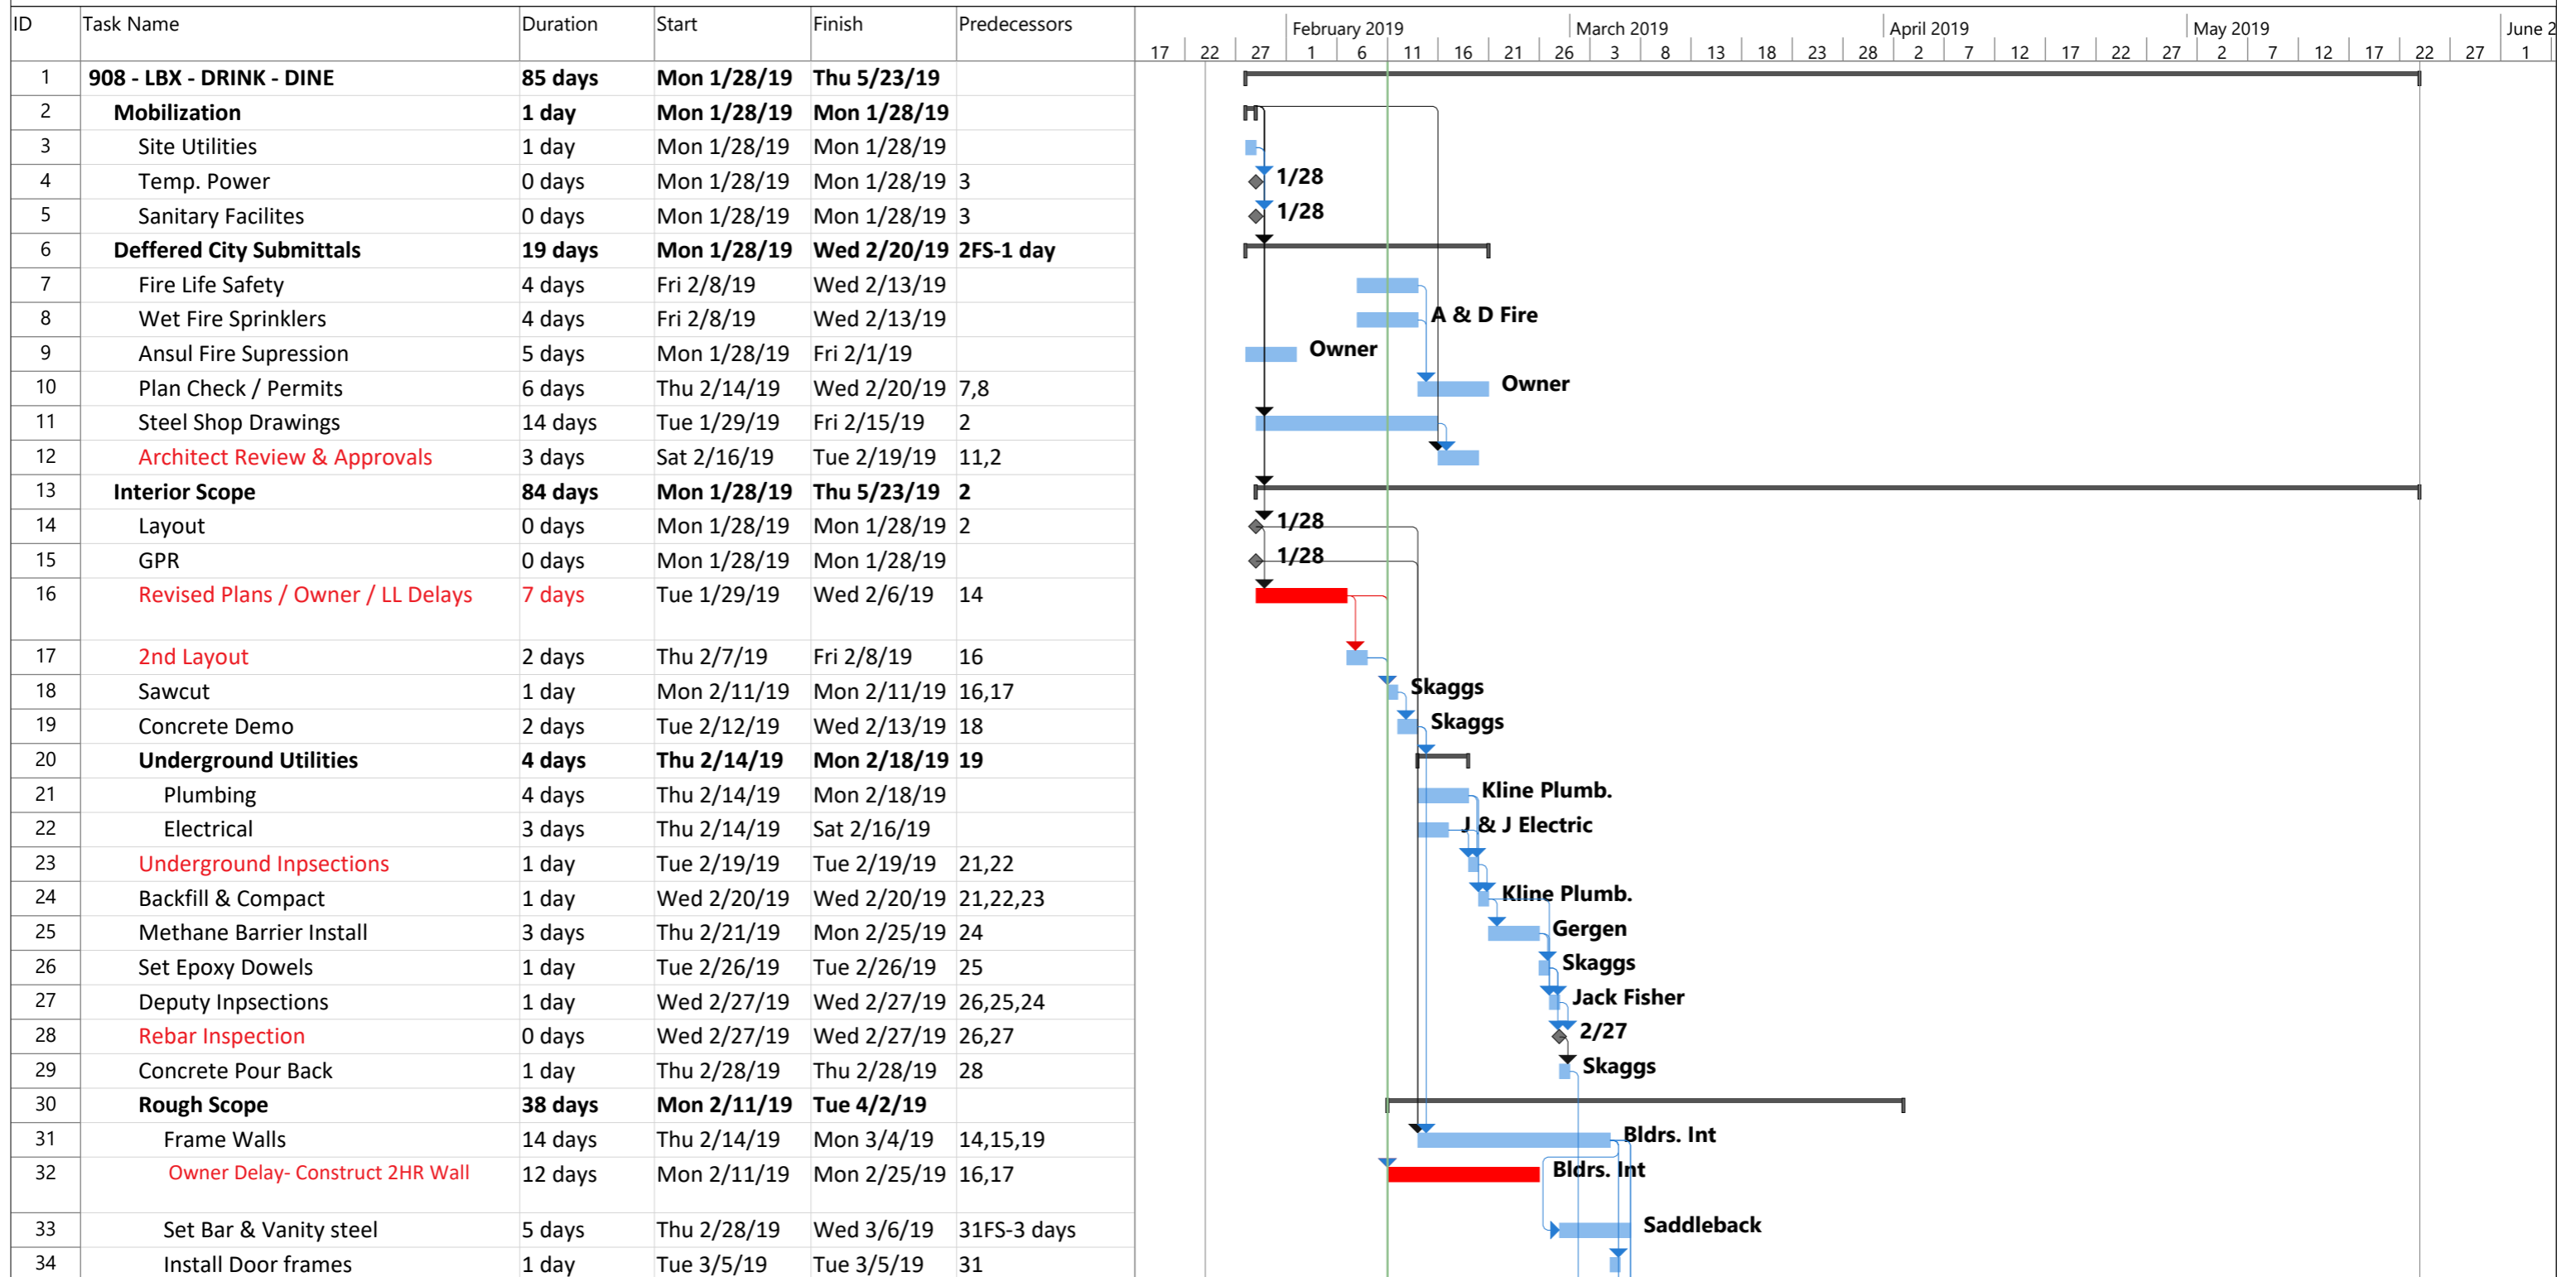 ID Task Name Duration Start Finish Predecessors
February 2019 March 2019 April 2019 May 2019 June 2
17 22 27 1 6 11 16 21 26 3 8 13 18 23 28 2 7 12 17 22 27 2 7 12 17 22 27 1
1 908 - LBX - DRINK - DINE 85 days Mon 1/28/19 Thu 5/23/19
2 Mobilization 1 day Mon 1/28/19 Mon 1/28/19
3 Site Utilities 1 day Mon 1/28/19 Mon 1/28/19
4 Temp. Power 0 days Mon 1/28/19 Mon 1/28/19 3 1/28
5 Sanitary Facilites 0 days Mon 1/28/19 Mon 1/28/19 3 1/28
6 Deffered City Submittals 19 days Mon 1/28/19 Wed 2/20/19 2FS-1 day
7 Fire Life Safety 4 days Fri 2/8/19 Wed 2/13/19
8 Wet Fire Sprinklers 4 days Fri 2/8/19 Wed 2/13/19 A & D Fire
9 Ansul Fire Supression 5 days Mon 1/28/19 Fri 2/1/19 Owner
10 Plan Check / Permits 6 days Thu 2/14/19 Wed 2/20/19 7,8 Owner
11 Steel Shop Drawings 14 days Tue 1/29/19 Fri 2/15/19 2
12 Architect Review & Approvals 3 days Sat 2/16/19 Tue 2/19/19 11,2
13 Interior Scope 84 days Mon 1/28/19 Thu 5/23/19 2
14 Layout 0 days Mon 1/28/19 Mon 1/28/19 2 1/28
15 GPR 0 days Mon 1/28/19 Mon 1/28/19 1/28
16 Revised Plans / Owner / LL Delays 7 days Tue 1/29/19 Wed 2/6/19 14
17 2nd Layout 2 days Thu 2/7/19 Fri 2/8/19 16
18 Sawcut 1 day Mon 2/11/19 Mon 2/11/19 16,17 Skaggs
19 Concrete Demo 2 days Tue 2/12/19 Wed 2/13/19 18 Skaggs
20 Underground Utilities 4 days Thu 2/14/19 Mon 2/18/19 19
21 Plumbing 4 days Thu 2/14/19 Mon 2/18/19 Kline Plumb.
22 Electrical 3 days Thu 2/14/19 Sat 2/16/19 J & J Electric
23 Underground Inpsections 1 day Tue 2/19/19 Tue 2/19/19 21,22
24 Backfill & Compact 1 day Wed 2/20/19 Wed 2/20/19 21,22,23 Kline Plumb.
25 Methane Barrier Install 3 days Thu 2/21/19 Mon 2/25/19 24 Gergen
26 Set Epoxy Dowels 1 day Tue 2/26/19 Tue 2/26/19 25 Skaggs
27 Deputy Inpsections 1 day Wed 2/27/19 Wed 2/27/19 26,25,24 Jack Fisher
28 Rebar Inspection 0 days Wed 2/27/19 Wed 2/27/19 26,27 2/27
29 Concrete Pour Back 1 day Thu 2/28/19 Thu 2/28/19 28 Skaggs
30 Rough Scope 38 days Mon 2/11/19 Tue 4/2/19
31 Frame Walls 14 days Thu 2/14/19 Mon 3/4/19 14,15,19 Bldrs. Int
32 Owner Delay- Construct 2HR Wall 12 days Mon 2/11/19 Mon 2/25/19 16,17 Bldrs. Int
33 Set Bar & Vanity steel 5 days Thu 2/28/19 Wed 3/6/19 31FS-3 days Saddleback
34 Install Door frames 1 day Tue 3/5/19 Tue 3/5/19 31